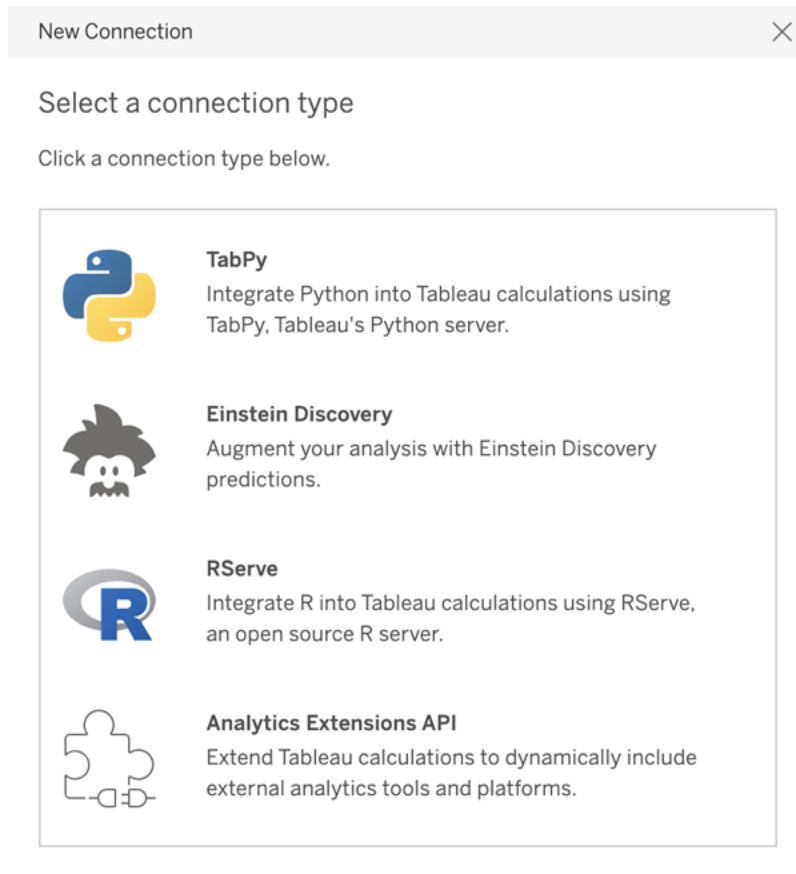 New Connection
Select a connection type
Click a connection type below.
TabPy
Integrate Python into Tableau calculations using
TabPy, Tableau's Python server.
Einstein Discovery
Augment your analysis with Einstein Discovery
predictions.
R
RServe
Integrate R into Tableau calculations using RServe,
an open source R server.
Analytics Extensions API
Extend Tableau calculations to dynamically include
external analytics tools and platforms.